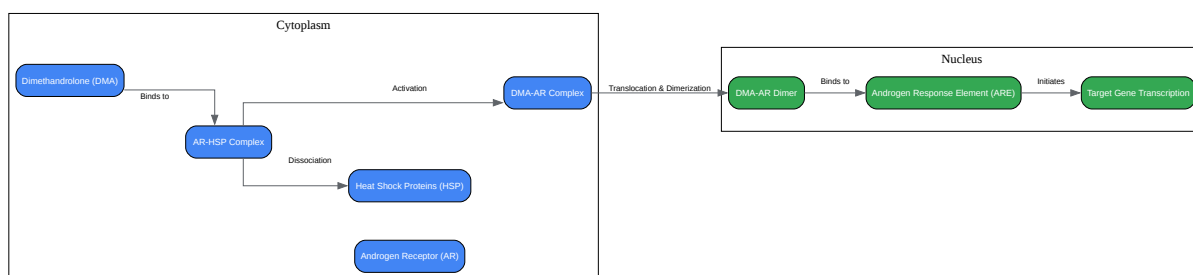 Cytoplasm
Nucleus
Dimethandrolone (DMA)
Binds to
AR-HSP Complex
Activation
DMA-AR Complex
Dissociation
Heat Shock Proteins (HSP)
Androgen Receptor (AR)
Translocation & Dimerization
DMA-AR Dimer
Binds to
Androgen Response Element (ARE)
Initiates
Target Gene Transcription